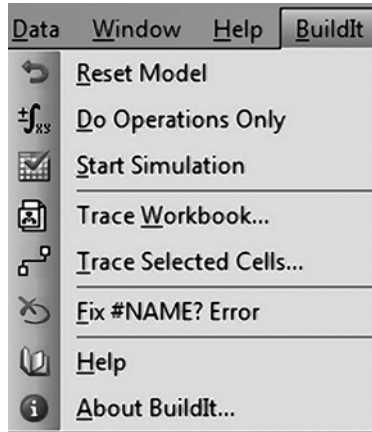 Data Window Help BuildIt
Reset Model
±∫xy Do Operations Only
Start Simulation
Trace Workbook...
Trace Selected Cells...
Fix #NAME? Error
Help
About BuildIt...